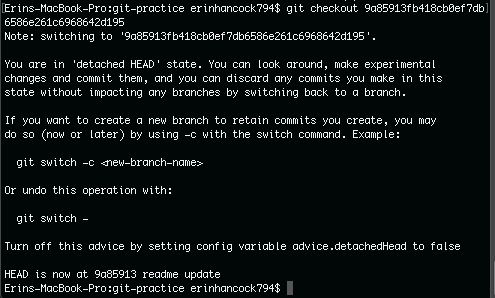 [Erins-MacBook-Pro:git-practice erinhancock794$ git checkout 9a85913fb418cb0ef7db]
6586e261c6968642d195
Note: switching to '9a85913fb418cb0ef7db6586e261c6968642d195'.
You are in 'detached HEAD' state. You can look around, make experimental
changes and commit them, and you can discard any commits you make in this
state without impacting any branches by switching back to a branch.
If you want to create a new branch to retain commits you create, you may
do so (now or later) by using -c with the switch command. Example:
git switch -c <new-branch-name>
Or undo this operation with:
git switch -
Turn off this advice by setting config variable advice.detachedHead to false
HEAD is now at 9a85913 readme update
Erins-MacBook-Pro:git-practice erinhancock794$